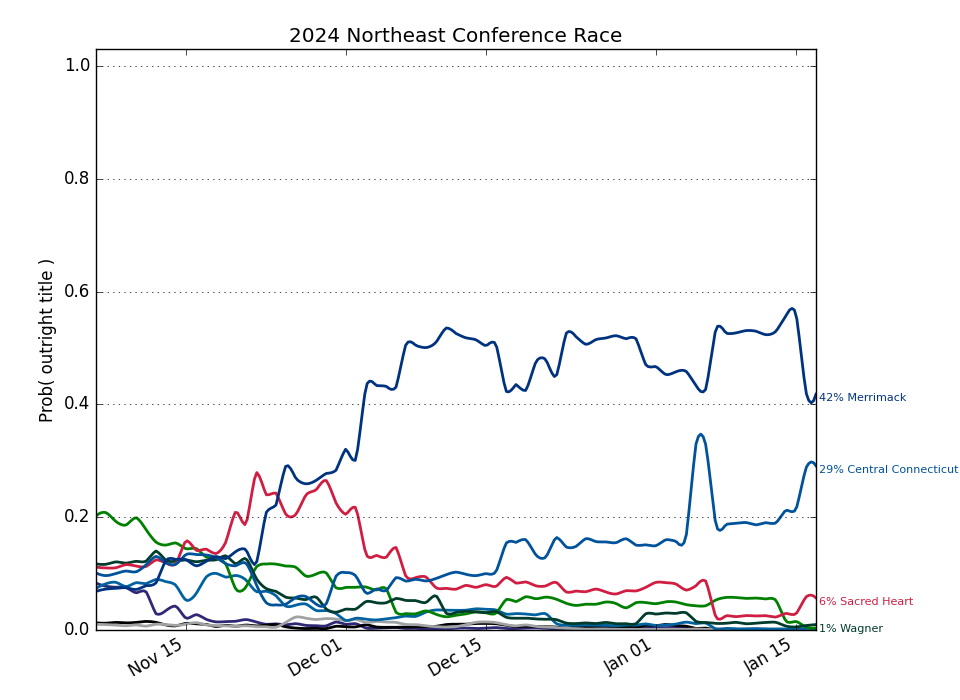 2024 Northeast Conference Race
1.0
0.8
0.6
0.4
0.2
0.0
Prob( outright title )
42% Merrimack
29% Central Connecticut
6% Sacred Heart
1% Wagner
Nov 15
Dec 01
Dec 15
Jan 01
Jan 15